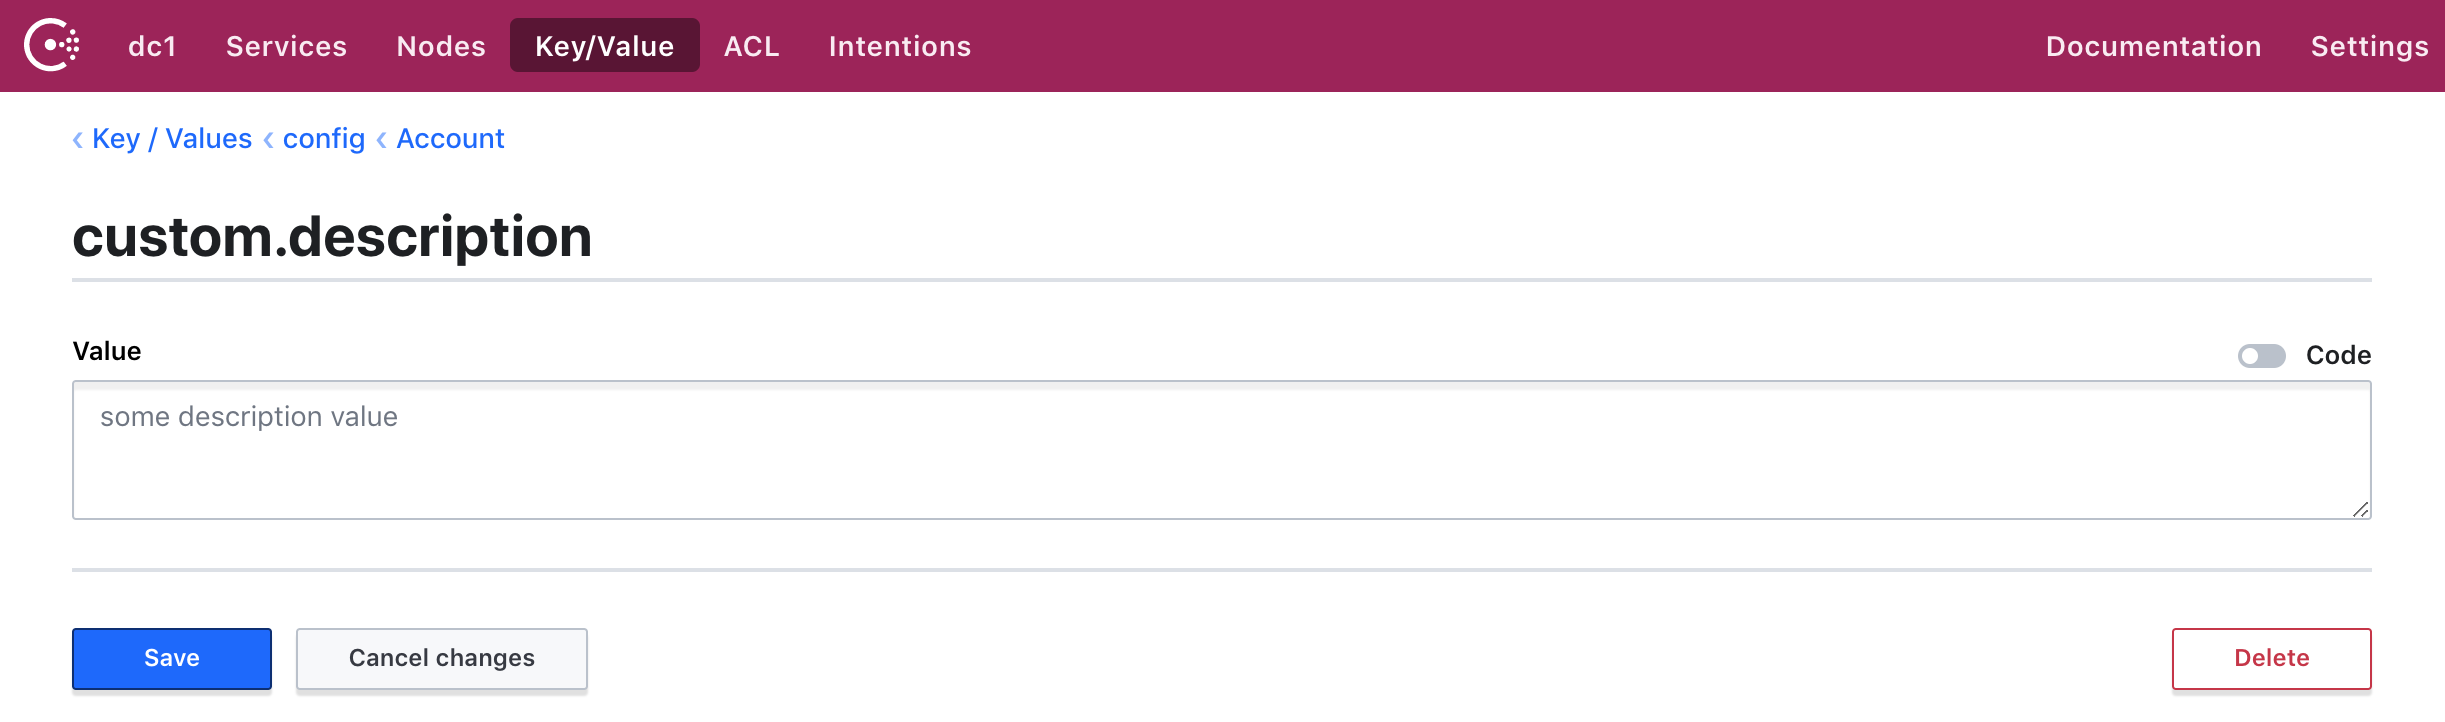 dc1 Services Nodes Key/Value ACL Intentions Documentation Settings
‹ Key / Values ‹ config ‹ Account
custom.description
Value Code
some description value
Save Cancel changes Delete